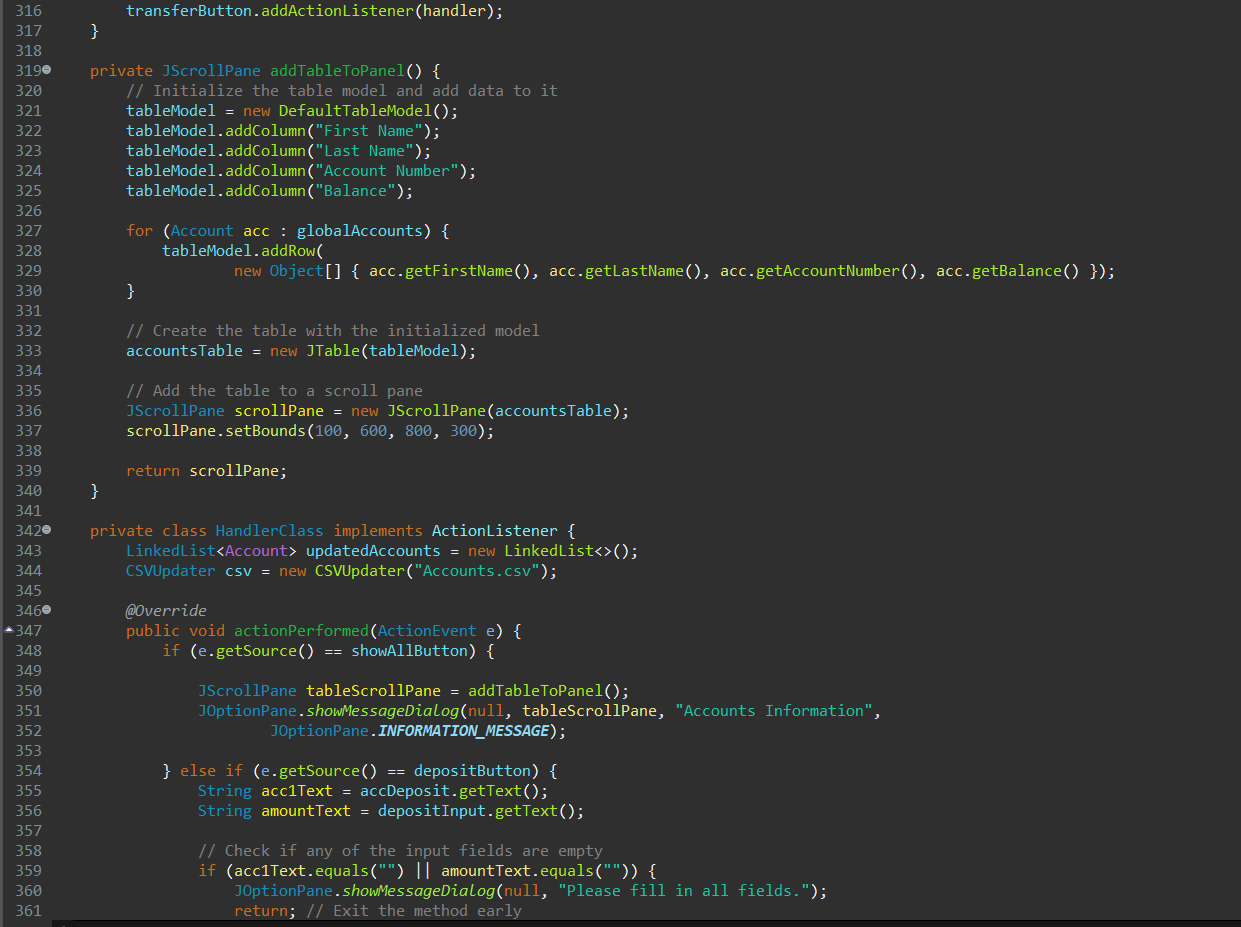 316         transferButton.addActionListener(handler);
317     }
318
319     private JScrollPane addTableToPanel() {
320         // Initialize the table model and add data to it
321         tableModel = new DefaultTableModel();
322         tableModel.addColumn("First Name");
323         tableModel.addColumn("Last Name");
324         tableModel.addColumn("Account Number");
325         tableModel.addColumn("Balance");
326
327         for (Account acc : globalAccounts) {
328             tableModel.addRow(
329                     new Object[] { acc.getFirstName(), acc.getLastName(), acc.getAccountNumber(), acc.getBalance() });
330         }
331
332         // Create the table with the initialized model
333         accountsTable = new JTable(tableModel);
334
335         // Add the table to a scroll pane
336         JScrollPane scrollPane = new JScrollPane(accountsTable);
337         scrollPane.setBounds(100, 600, 800, 300);
338
339         return scrollPane;
340     }
341
342     private class HandlerClass implements ActionListener {
343         LinkedList<Account> updatedAccounts = new LinkedList<>();
344         CSVUpdater csv = new CSVUpdater("Accounts.csv");
345
346         @Override
347         public void actionPerformed(ActionEvent e) {
348             if (e.getSource() == showAllButton) {
349
350                 JScrollPane tableScrollPane = addTableToPanel();
351                 JOptionPane.showMessageDialog(null, tableScrollPane, "Accounts Information",
352                         JOptionPane.INFORMATION_MESSAGE);
353
354             } else if (e.getSource() == depositButton) {
355                 String acc1Text = accDeposit.getText();
356                 String amountText = depositInput.getText();
357
358                 // Check if any of the input fields are empty
359                 if (acc1Text.equals("") || amountText.equals("")) {
360                     JOptionPane.showMessageDialog(null, "Please fill in all fields.");
361                     return; // Exit the method early